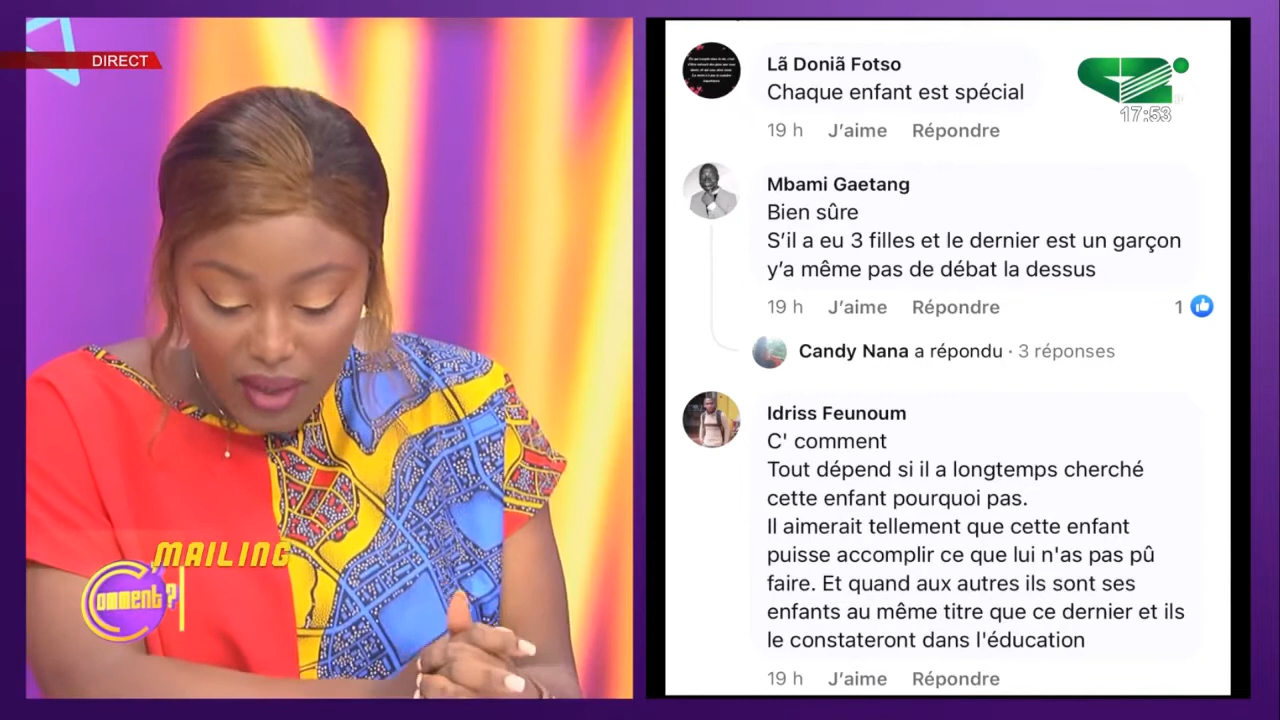 DIRECT
MAILING
Comment ?
Lã Doniã Fotso
Chaque enfant est spécial
19 h J'aime Répondre
17:53
Mbami Gaetang
Bien sûre
S'il a eu 3 filles et le dernier est un garçon
y'a même pas de débat la dessus
19 h J'aime Répondre
1
Candy Nana a répondu · 3 réponses
Idriss Feunoum
C' comment
Tout dépend si il a longtemps cherché
cette enfant pourquoi pas.
Il aimerait tellement que cette enfant
puisse accomplir ce que lui n'as pas pû
faire. Et quand aux autres ils sont ses
enfants au même titre que ce dernier et ils
le constateront dans l'éducation
19 h J'aime Répondre